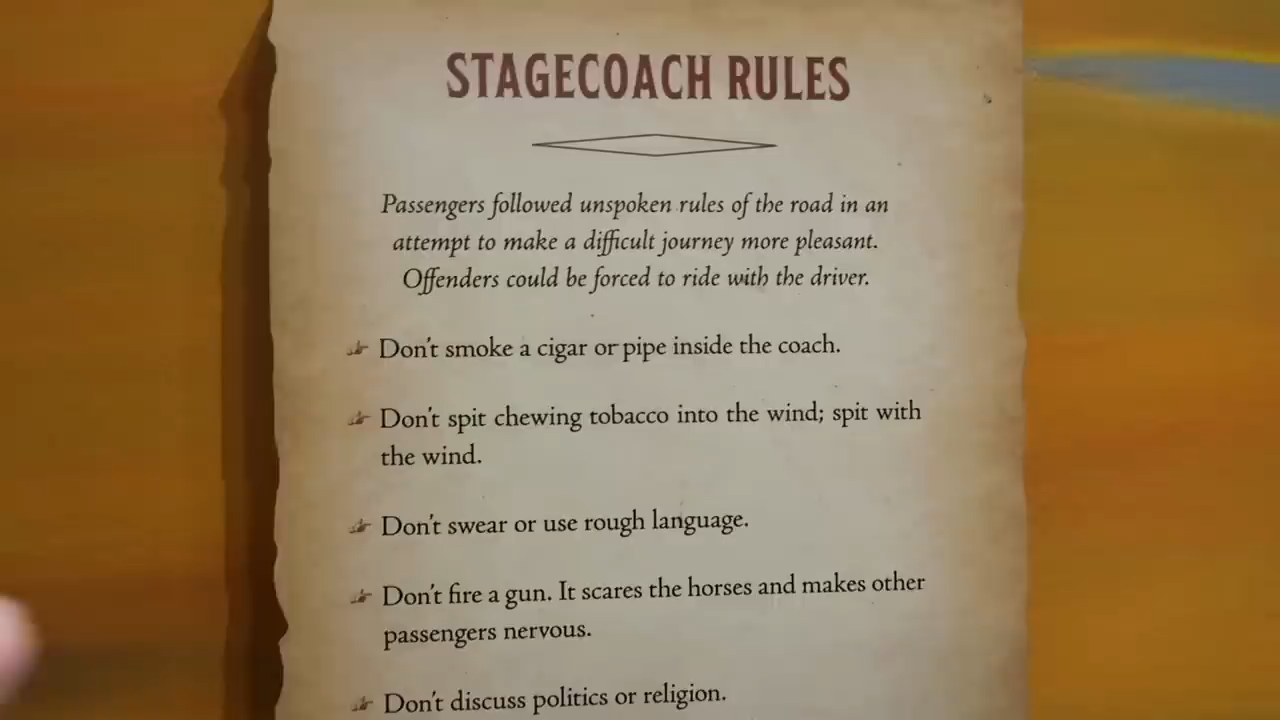 STAGECOACH RULES
Passengers followed unspoken rules of the road in an
attempt to make a difficult journey more pleasant.
Offenders could be forced to ride with the driver.
Don't smoke a cigar or pipe inside the coach.
Don't spit chewing tobacco into the wind; spit with
the wind.
Don't swear or use rough language.
Don't fire a gun. It scares the horses and makes other
passengers nervous.
Don't discuss politics or religion.